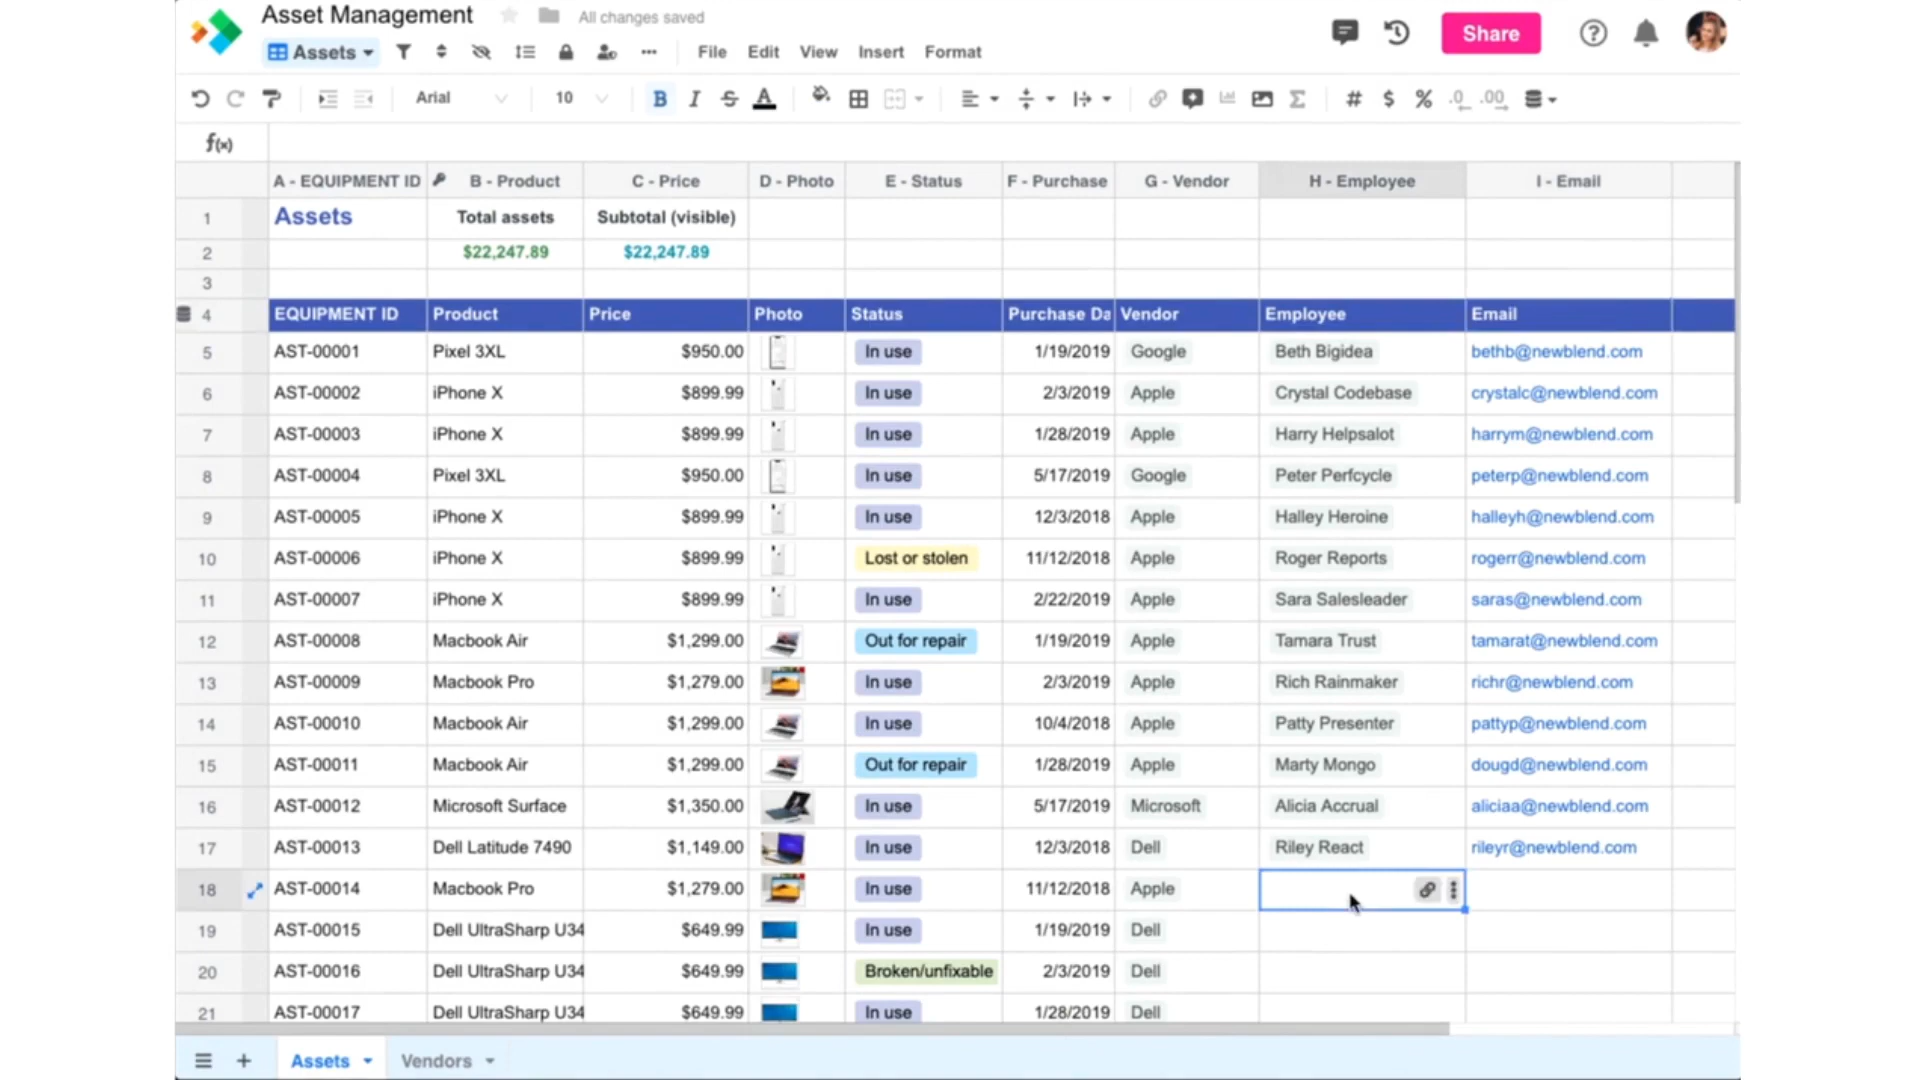 Asset Management All changes saved
Assets File Edit View Insert Format Share
Arial 10 B I S A # $ % .0 .00
f(x)
A - EQUIPMENT ID B - Product C - Price D - Photo E - Status F - Purchase G - Vendor H - Employee I - Email
1 Assets Total assets Subtotal (visible)
2 $22,247.89 $22,247.89
3
4 EQUIPMENT ID Product Price Photo Status Purchase Da Vendor Employee Email
5 AST-00001 Pixel 3XL $950.00 In use 1/19/2019 Google Beth Bigidea bethb@newblend.com
6 AST-00002 iPhone X $899.99 In use 2/3/2019 Apple Crystal Codebase crystalc@newblend.com
7 AST-00003 iPhone X $899.99 In use 1/28/2019 Apple Harry Helpsalot harrym@newblend.com
8 AST-00004 Pixel 3XL $950.00 In use 5/17/2019 Google Peter Perfcycle peterp@newblend.com
9 AST-00005 iPhone X $899.99 In use 12/3/2018 Apple Halley Heroine halleyh@newblend.com
10 AST-00006 iPhone X $899.99 Lost or stolen 11/12/2018 Apple Roger Reports rogerr@newblend.com
11 AST-00007 iPhone X $899.99 In use 2/22/2019 Apple Sara Salesleader saras@newblend.com
12 AST-00008 Macbook Air $1,299.00 Out for repair 1/19/2019 Apple Tamara Trust tamarat@newblend.com
13 AST-00009 Macbook Pro $1,279.00 In use 2/3/2019 Apple Rich Rainmaker richr@newblend.com
14 AST-00010 Macbook Air $1,299.00 In use 10/4/2018 Apple Patty Presenter pattyp@newblend.com
15 AST-00011 Macbook Air $1,299.00 Out for repair 1/28/2019 Apple Marty Mongo dougd@newblend.com
16 AST-00012 Microsoft Surface $1,350.00 In use 5/17/2019 Microsoft Alicia Accrual aliciaa@newblend.com
17 AST-00013 Dell Latitude 7490 $1,149.00 In use 12/3/2018 Dell Riley React rileyr@newblend.com
18 AST-00014 Macbook Pro $1,279.00 In use 11/12/2018 Apple
19 AST-00015 Dell UltraSharp U34 $649.99 In use 1/19/2019 Dell
20 AST-00016 Dell UltraSharp U34 $649.99 Broken/unfixable 2/3/2019 Dell
21 AST-00017 Dell UltraSharp U34 $649.99 In use 1/28/2019 Dell
Assets Vendors